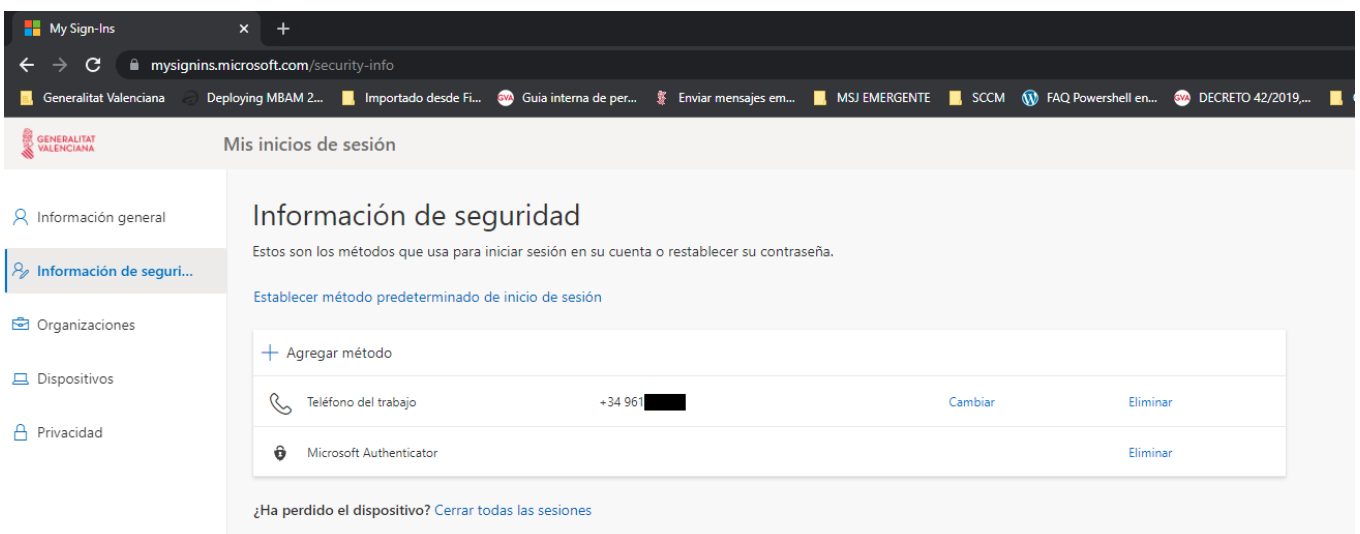 My Sign-Ins
mysignins.microsoft.com/security-info
Generalitat Valenciana Deploying MBAM 2... Importado desde Fi... GVA Guia interna de per... Enviar mensajes em... MSJ EMERGENTE SCCM FAQ Powershell en... GVA DECRETO 42/2019,...
GENERALITAT
VALENCIANA
Mis inicios de sesión
Información general
Información de seguri...
Organizaciones
Dispositivos
Privacidad
Información de seguridad
Estos son los métodos que usa para iniciar sesión en su cuenta o restablecer su contraseña.
Establecer método predeterminado de inicio de sesión
Agregar método
Teléfono del trabajo +34 961 Cambiar Eliminar
Microsoft Authenticator Eliminar
¿Ha perdido el dispositivo? Cerrar todas las sesiones